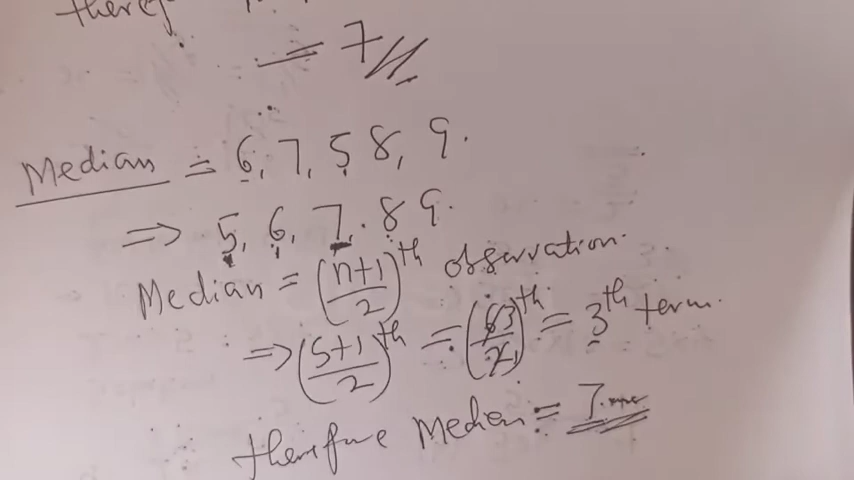 = 7
Median = 6, 7, 5 8, 9.
⇒ 5, 6, 7, 8 9.
Median = (n+1/2)th observation.
⇒ (5+1/2)th = (6/2)th = 3th term.
therefore Median = 7